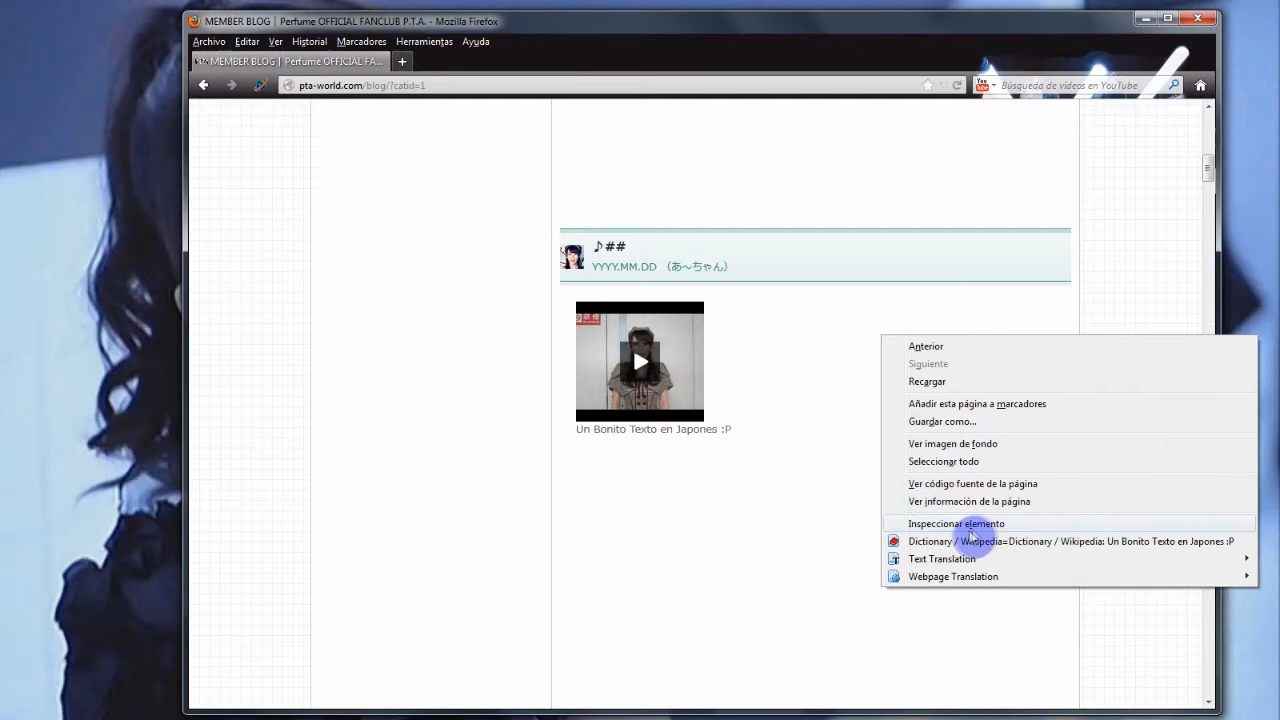 MEMBER BLOG | Perfume OFFICIAL FANCLUB P.T.A. - Mozilla Firefox
Archivo Editar Ver Historial Marcadores Herramientas Ayuda
MEMBER BLOG | Perfume OFFICIAL FA... +
pta-world.com/blog/?catid=1
You Tube Búsqueda de vídeos en YouTube
♪##
YYYY.MM.DD （あ～ちゃん）
Un Bonito Texto en Japones :P
Anterior
Siguiente
Recargar
Añadir esta página a marcadores
Guardar como...
Ver imagen de fondo
Seleccionar todo
Ver código fuente de la página
Ver información de la página
Inspeccionar elemento
Dictionary / Wikipedia=Dictionary / Wikipedia: Un Bonito Texto en Japones :P
Text Translation
Webpage Translation